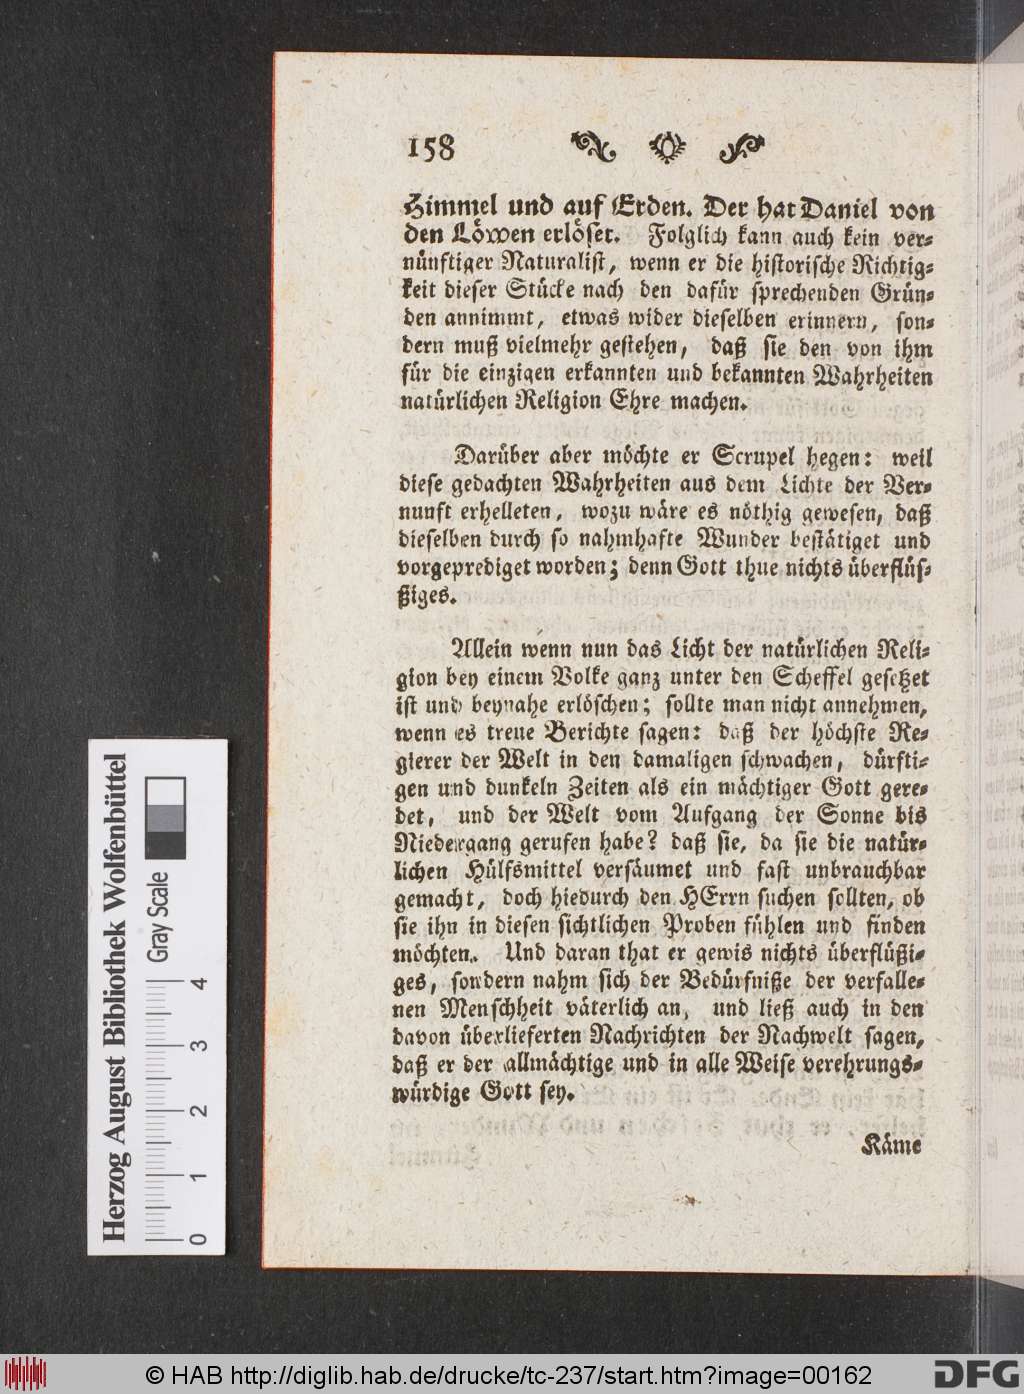 158
Himmel und auf Erden. Der hat Daniel von
den Löwen erlöset. Folglich kann auch kein ver-
nünftiger Naturalist, wenn er die historische Richtig-
keit dieser Stücke nach den dafür sprechenden Grün-
den annimmt, etwas wider dieselben erinnern, son-
dern muß vielmehr gestehen, daß sie den von ihm
für die einzigen erkannten und bekannten Wahrheiten
natürlichen Religion Ehre machen.
Darüber aber möchte er Scrupel hegen: weil
diese gedachten Wahrheiten aus dem Lichte der Ver-
nunft erhelleten, wozu wäre es nöthig gewesen, daß
dieselben durch so nahmhafte Wunder bestätiget und
vorgeprediget worden; denn Gott thue nichts überflüs-
ßiges.
Allein wenn nun das Licht der natürlichen Reli-
gion bey einem Volke ganz unter den Scheffel gesetzet
ist und beynahe erlöschen; sollte man nicht annehmen,
wenn es treue Berichte sagen: daß der höchste Re-
gierer der Welt in den damaligen schwachen, dürfti-
gen und dunkeln Zeiten als ein mächtiger Gott gere-
det, und der Welt vom Aufgang der Sonne bis
Niedergang gerufen habe? daß sie, da sie die natür-
lichen Hülfsmittel versäumet und fast unbrauchbar
gemacht, doch hiedurch den HErrn suchen sollten, ob
sie ihn in diesen sichtlichen Proben fühlen und finden
möchten. Und daran that er gewis nichts überflüßi-
ges, sondern nahm sich der Bedürfniße der verfalle-
nen Menschheit väterlich an, und ließ auch in den
davon überlieferten Nachrichten der Nachwelt sagen,
daß er der allmächtige und in alle Weise verehrungs-
würdige Gott sey.
Käme
Herzog August Bibliothek Wolfenbüttel
Gray Scale
0 1 2 3 4
© HAB http://diglib.hab.de/drucke/tc-237/start.htm?image=00162
DFG